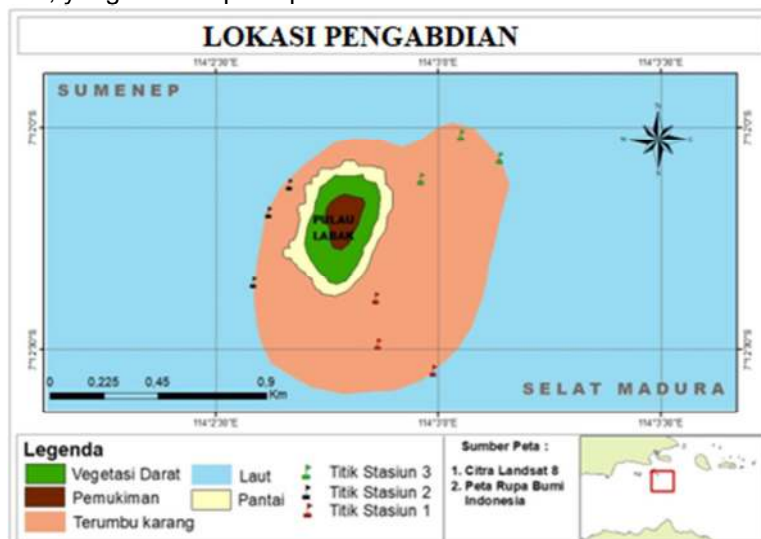 LOKASI PENGABDIAN
114°2'30"E 114°3'0"E 114°3'30"E
SUMENEP
7°12'0"S 7°12'0"S
PULAU
LABAK
7°12'30"S 7°12'30"S
0 0,225 0,45 0,9
Km
SELAT MADURA
114°2'30"E 114°3'0"E 114°3'30"E
Legenda
Vegetasi Darat
Pemukiman
Terumbu karang
Laut
Pantai
Titik Stasiun 3
Titik Stasiun 2
Titik Stasiun 1
Sumber Peta :
1. Citra Landsat 8
2. Peta Rupa Bumi
Indonesia